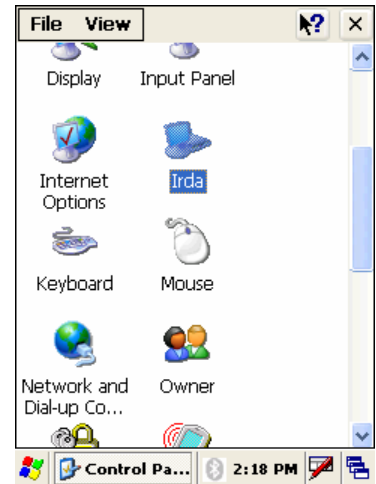 File View ?
Display Input Panel
Internet Options Irda
Keyboard Mouse
Network and Dial-up Co... Owner
Control Pa... 2:18 PM